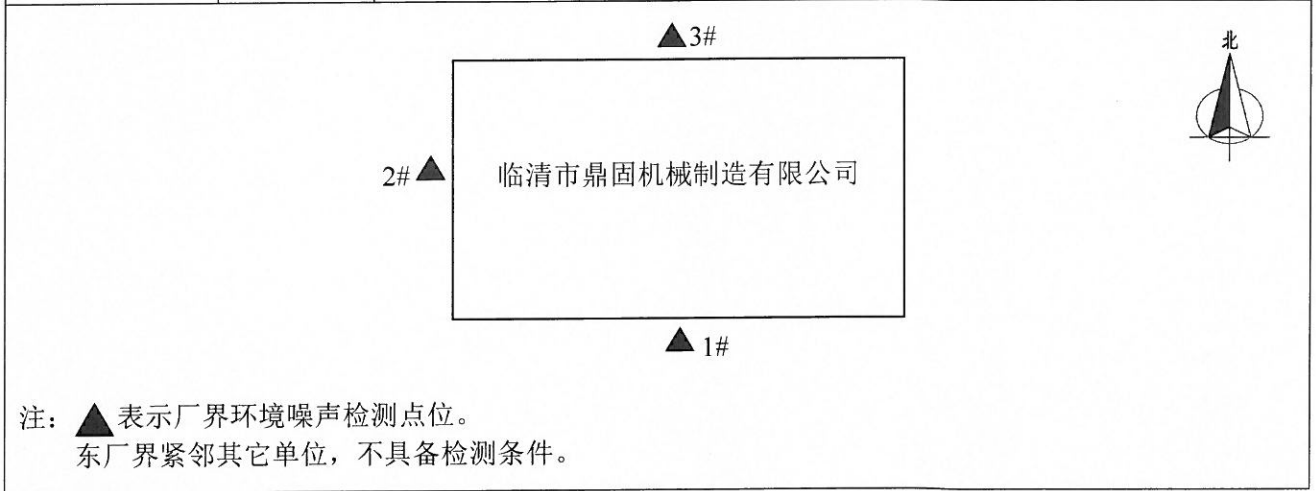 ▲3#
北
2#▲
临清市鼎固机械制造有限公司
▲1#
注：▲表示厂界环境噪声检测点位。
东厂界紧邻其它单位，不具备检测条件。